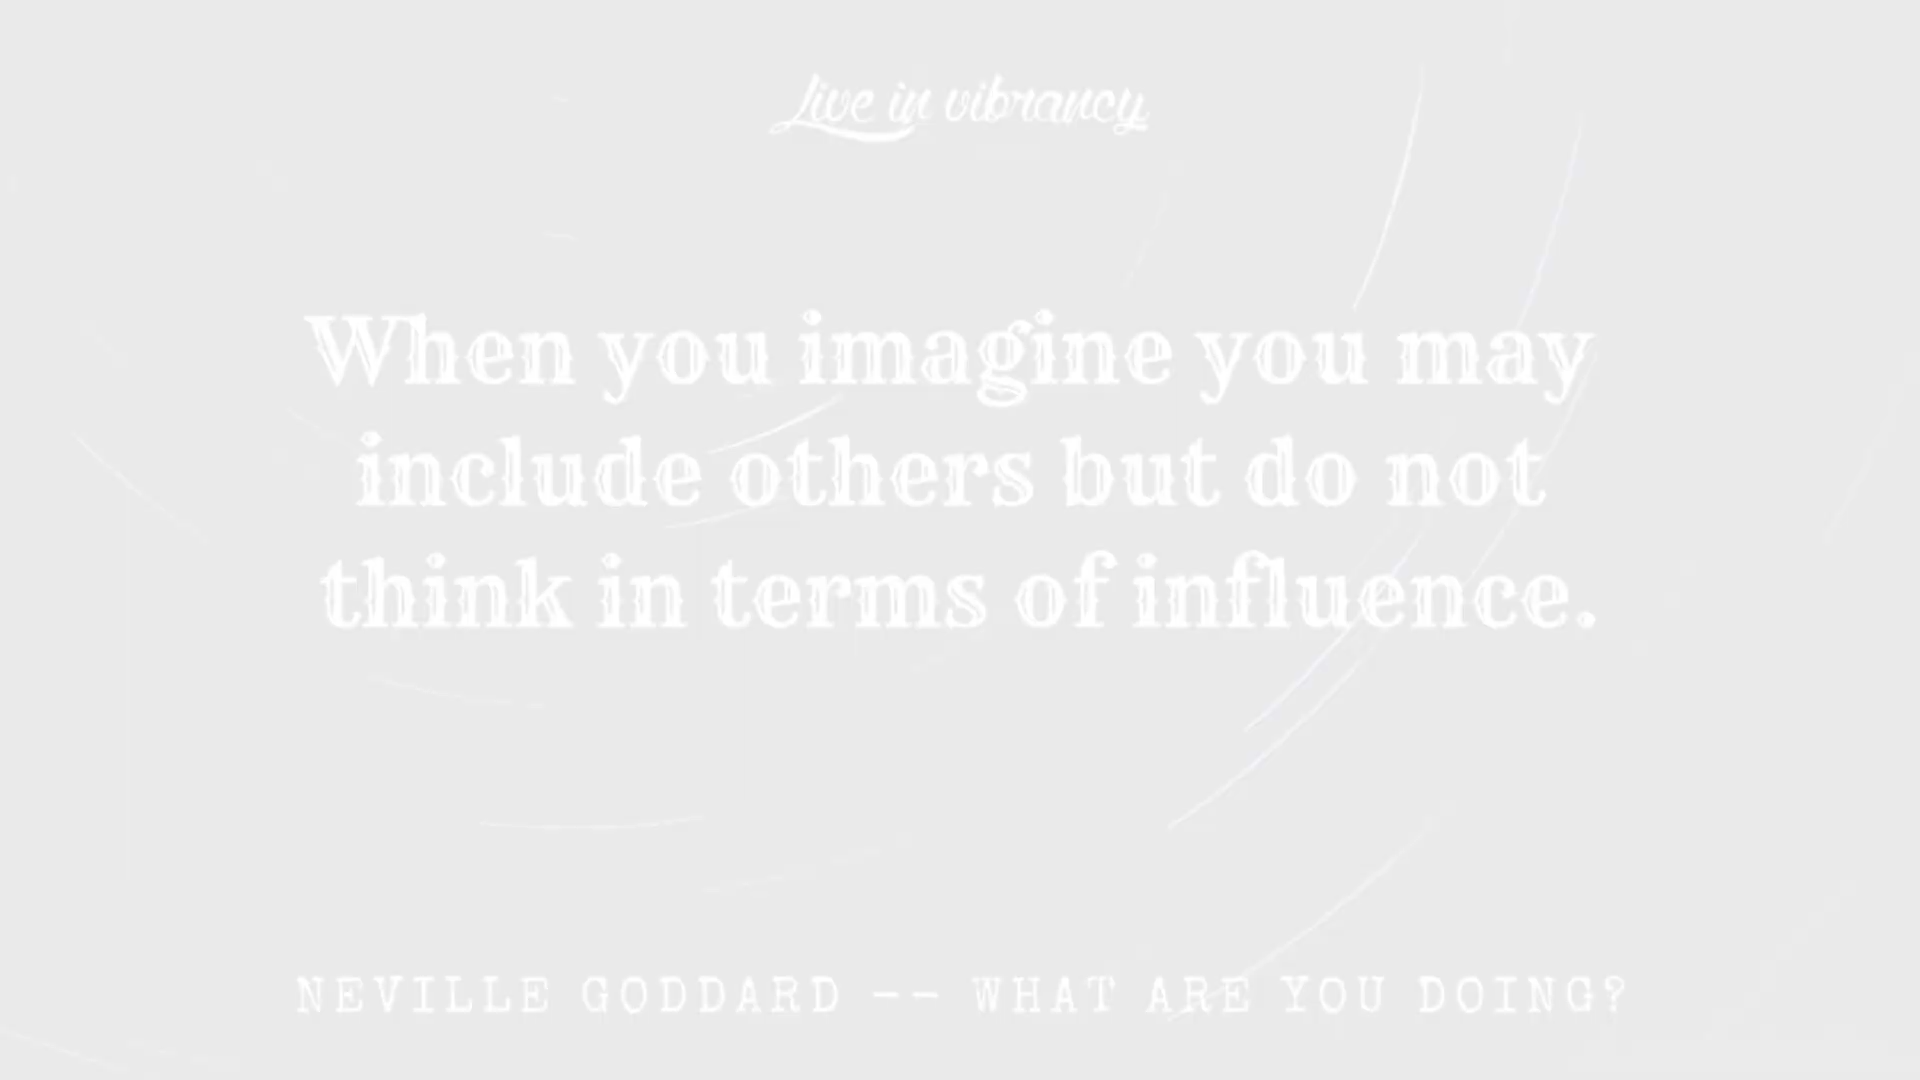 Live in vibrancy
When you imagine you may
include others but do not
think in terms of influence.
NEVILLE GODDARD -- WHAT ARE YOU DOING?